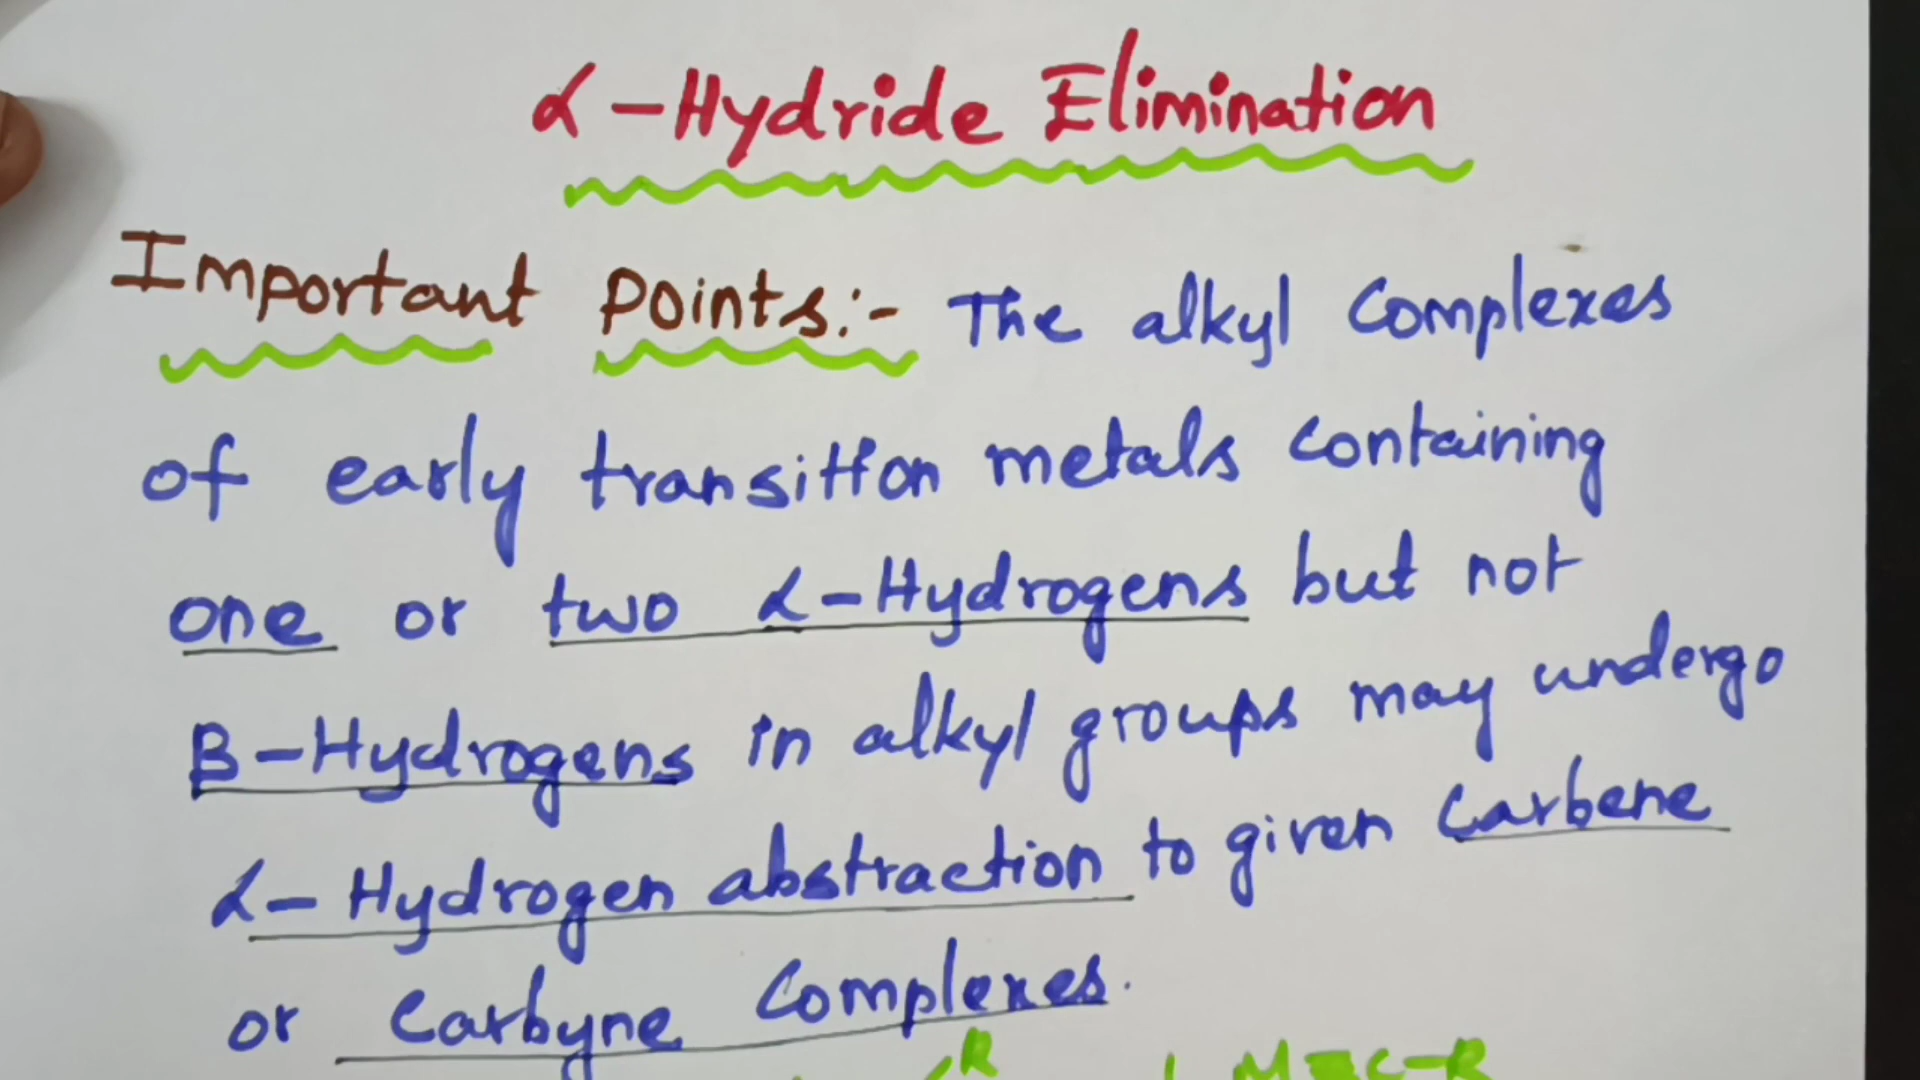 α-Hydride Elimination
Important Points:- The alkyl Complexes
of early transition metals containing
one or two α-Hydrogens but not
β-Hydrogens in alkyl groups may undergo
α-Hydrogen abstraction to given Carbene
or Carbyne Complexes.
R M≡C-R